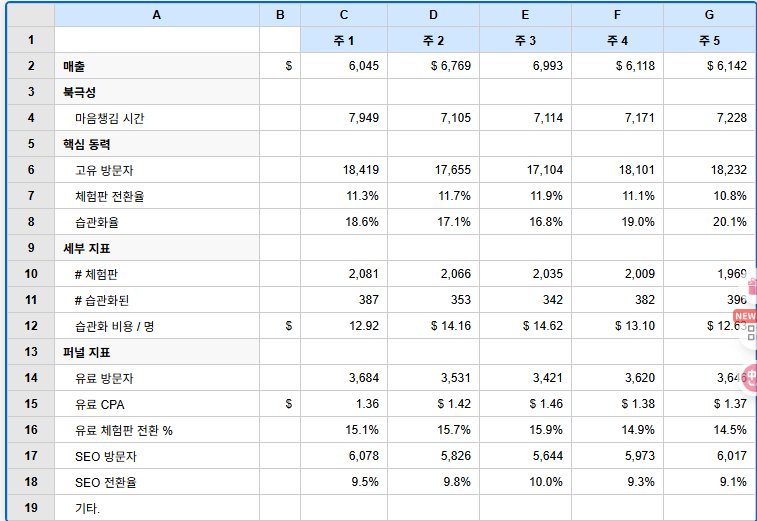 A B C D E F G
1 주 1 주 2 주 3 주 4 주 5
2 매출 $ 6,045 $ 6,769 6,993 $ 6,118 $ 6,142
3 북극성
4 마음챙김 시간 7,949 7,105 7,114 7,171 7,228
5 핵심 동력
6 고유 방문자 18,419 17,655 17,104 18,101 18,232
7 체험판 전환율 11.3% 11.7% 11.9% 11.1% 10.8%
8 습관화율 18.6% 17.1% 16.8% 19.0% 20.1%
9 세부 지표
10 # 체험판 2,081 2,066 2,035 2,009 1,969
11 # 습관화된 387 353 342 382 396
12 습관화 비용 / 명 $ 12.92 $ 14.16 $ 14.62 $ 13.10 $ 12.63
NEW
13 퍼널 지표
14 유료 방문자 3,684 3,531 3,421 3,620 3,646
15 유료 CPA $ 1.36 $ 1.42 $ 1.46 $ 1.38 $ 1.37
16 유료 체험판 전환 % 15.1% 15.7% 15.9% 14.9% 14.5%
17 SEO 방문자 6,078 5,826 5,644 5,973 6,017
18 SEO 전환율 9.5% 9.8% 10.0% 9.3% 9.1%
19 기타.